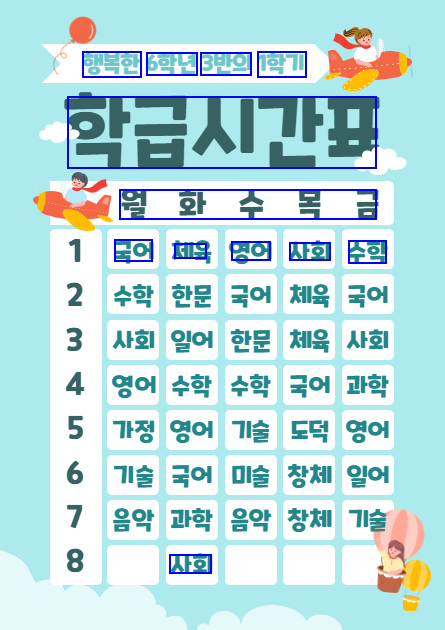 행복한 6학년 3반의 1학기
학급시간표
월 화 수 목 금
1 국어 체육 영어 사회 수학
2 수학 한문 국어 체육 국어
3 사회 일어 한문 체육 사회
4 영어 수학 수학 국어 과학
5 가정 영어 기술 도덕 영어
6 기술 국어 미술 창체 일어
7 음악 과학 음악 창체 기술
8 사회